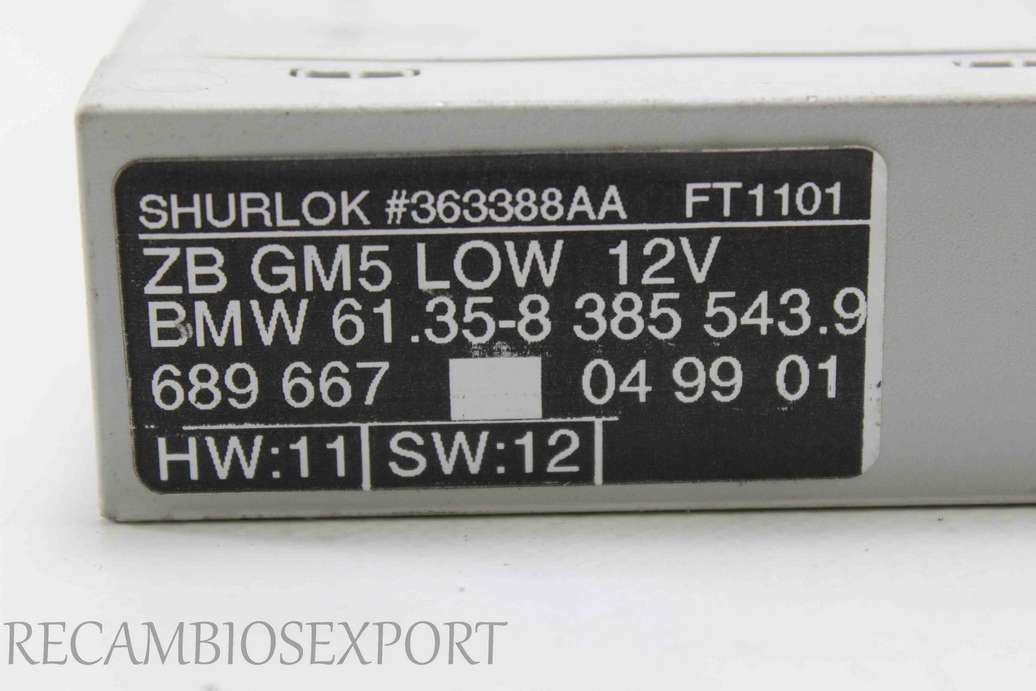 SHURLOK #363388AA FT1101
ZB GM5 LOW 12V
BMW 61.35-8 385 543.9
689 667 04 99 01
HW:11 SW:12
RECAMBIOSEXPORT